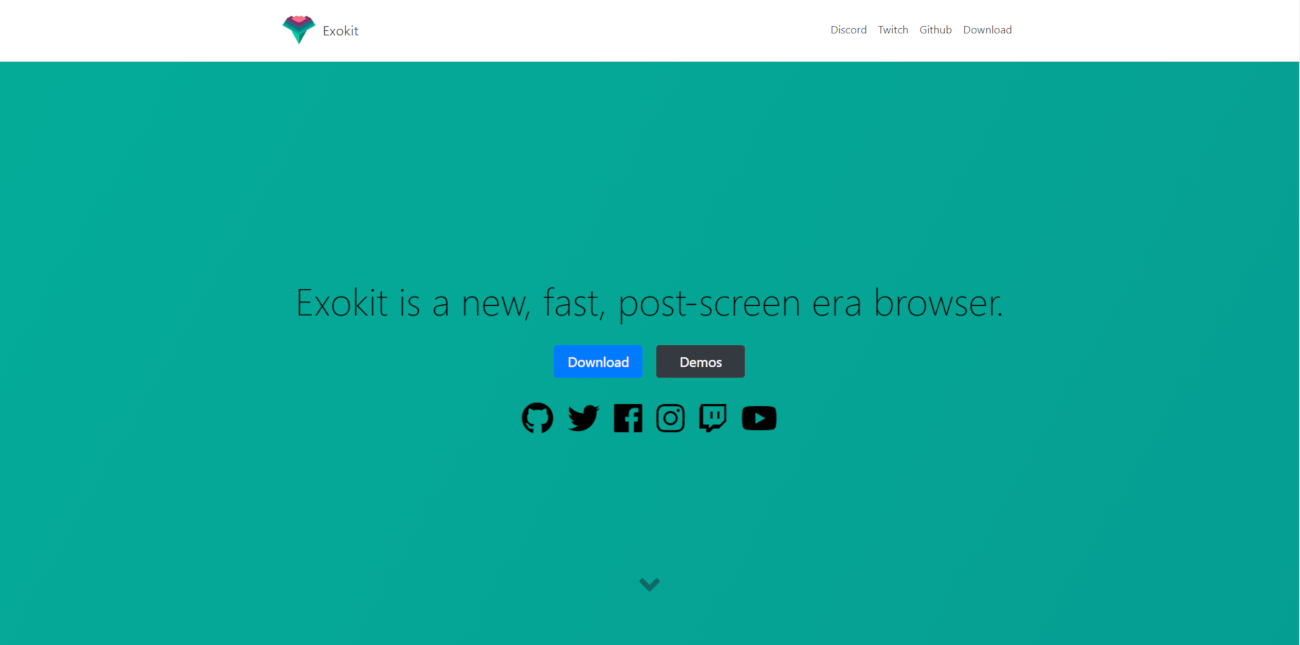 Exokit
Discord Twitch Github Download
Exokit is a new, fast, post-screen era browser.
Download Demos